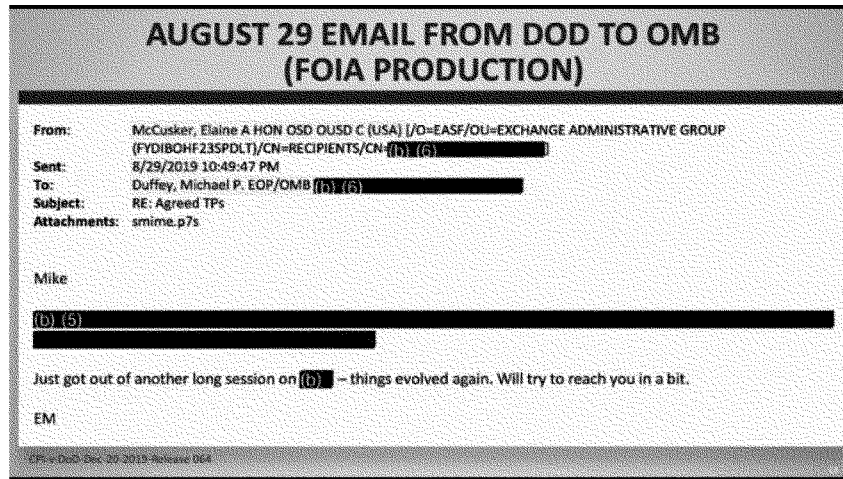 AUGUST 29 EMAIL FROM DOD TO OMB
(FOIA PRODUCTION)
From: McCusker, Elaine A HON OSD OUSD C (USA) [/O=EASF/OU=EXCHANGE ADMINISTRATIVE GROUP
(FYDIBOHF23SPDLT)/CN=RECIPIENTS/CN=(b) (6) ]
Sent: 8/29/2019 10:49:47 PM
To: Duffey, Michael P. EOP/OMB (b) (6)
Subject: RE: Agreed TPs
Attachments: smime.p7s
Mike
(b) (5)
Just got out of another long session on (b) – things evolved again. Will try to reach you in a bit.
EM
CPI v DoD Dec 20 2019 Release 064